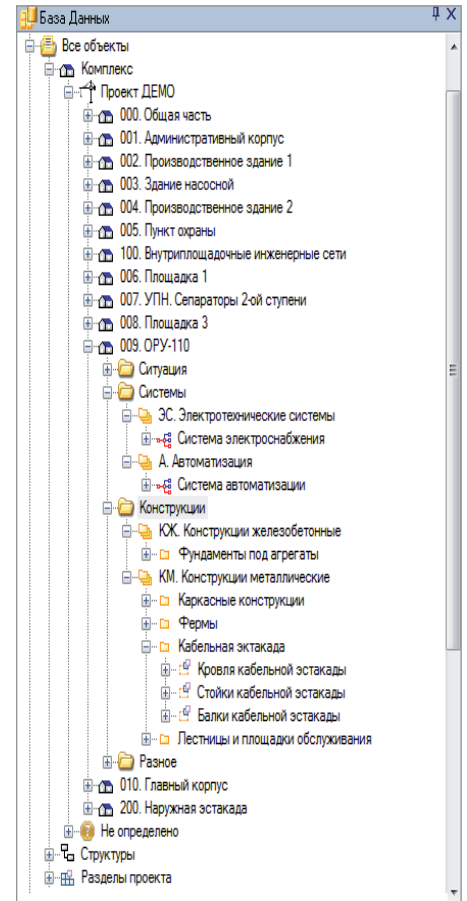 База Данных
Все объекты
Комплекс
Проект ДЕМО
000. Общая часть
001. Административный корпус
002. Производственное здание 1
003. Здание насосной
004. Производственное здание 2
005. Пункт охраны
100. Внутриплощадочные инженерные сети
006. Площадка 1
007. УПН. Сепараторы 2-ой ступени
008. Площадка 3
009. ОРУ-110
Ситуация
Системы
ЭС. Электротехнические системы
Система электроснабжения
А. Автоматизация
Система автоматизации
Конструкции
КЖ. Конструкции железобетонные
Фундаменты под агрегаты
КМ. Конструкции металлические
Каркасные конструкции
Фермы
Кабельная эктакада
Кровля кабельной эстакады
Стойки кабельной эстакады
Балки кабельной эстакады
Лестницы и площадки обслуживания
Разное
010. Главный корпус
200. Наружная эстакада
Не определено
Структуры
Разделы проекта